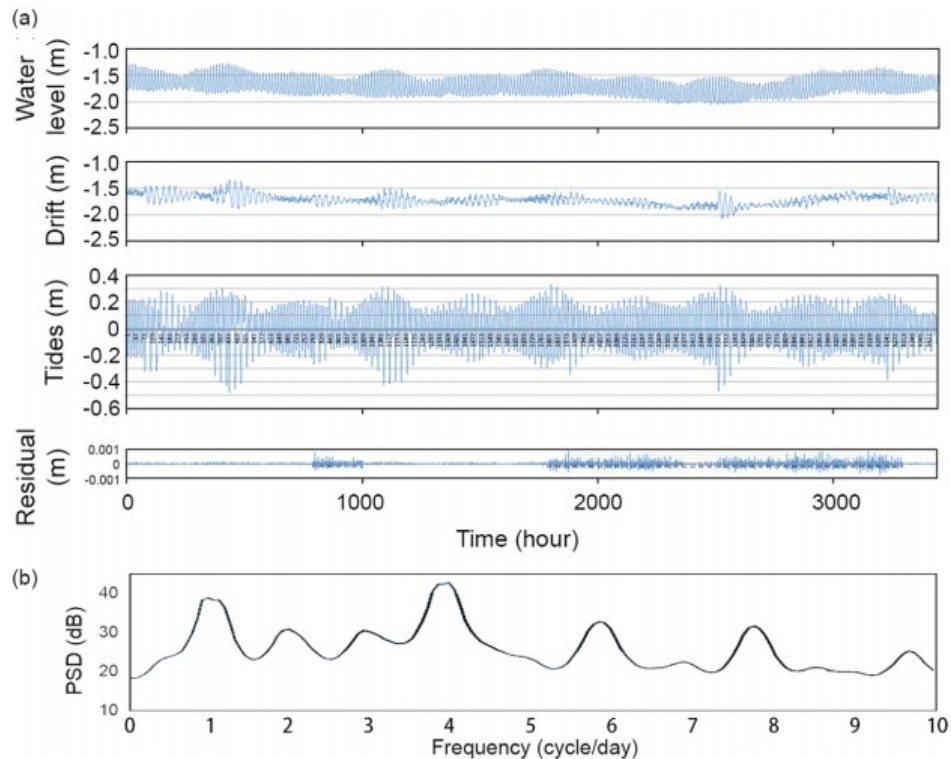 (a)
Water level (m)
-1.0
-1.5
-2.0
-2.5
Drift (m)
-1.0
-1.5
-2.0
-2.5
Tides (m)
0.4
0.2
0
-0.2
-0.4
-0.6
Residual (m)
0.001
0
-0.001
0 1000 2000 3000
Time (hour)
(b)
PSD (dB)
40
30
20
10
0 1 2 3 4 5 6 7 8 9 10
Frequency (cycle/day)